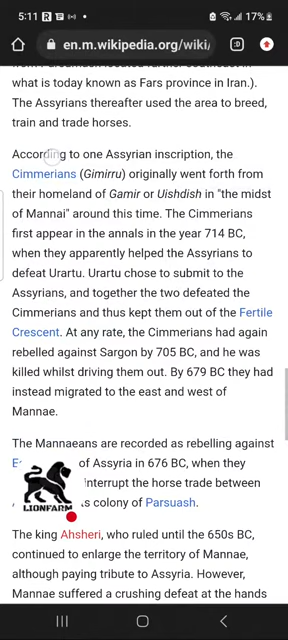 5:11
17%
en.m.wikipedia.org/wiki/
:D
what is today known as Fars province in Iran.).
The Assyrians thereafter used the area to breed,
train and trade horses.
According to one Assyrian inscription, the
Cimmerians (Gimirru) originally went forth from
their homeland of Gamir or Uishdish in "the midst
of Mannai" around this time. The Cimmerians
first appear in the annals in the year 714 BC,
when they apparently helped the Assyrians to
defeat Urartu. Urartu chose to submit to the
Assyrians, and together the two defeated the
Cimmerians and thus kept them out of the Fertile
Crescent. At any rate, the Cimmerians had again
rebelled against Sargon by 705 BC, and he was
killed whilst driving them out. By 679 BC they had
instead migrated to the east and west of
Mannae.
The Mannaeans are recorded as rebelling against
of Assyria in 676 BC, when they
interrupt the horse trade between
colony of Parsuash.
LIONFARM
The king Ahsheri, who ruled until the 650s BC,
continued to enlarge the territory of Mannae,
although paying tribute to Assyria. However,
Mannae suffered a crushing defeat at the hands